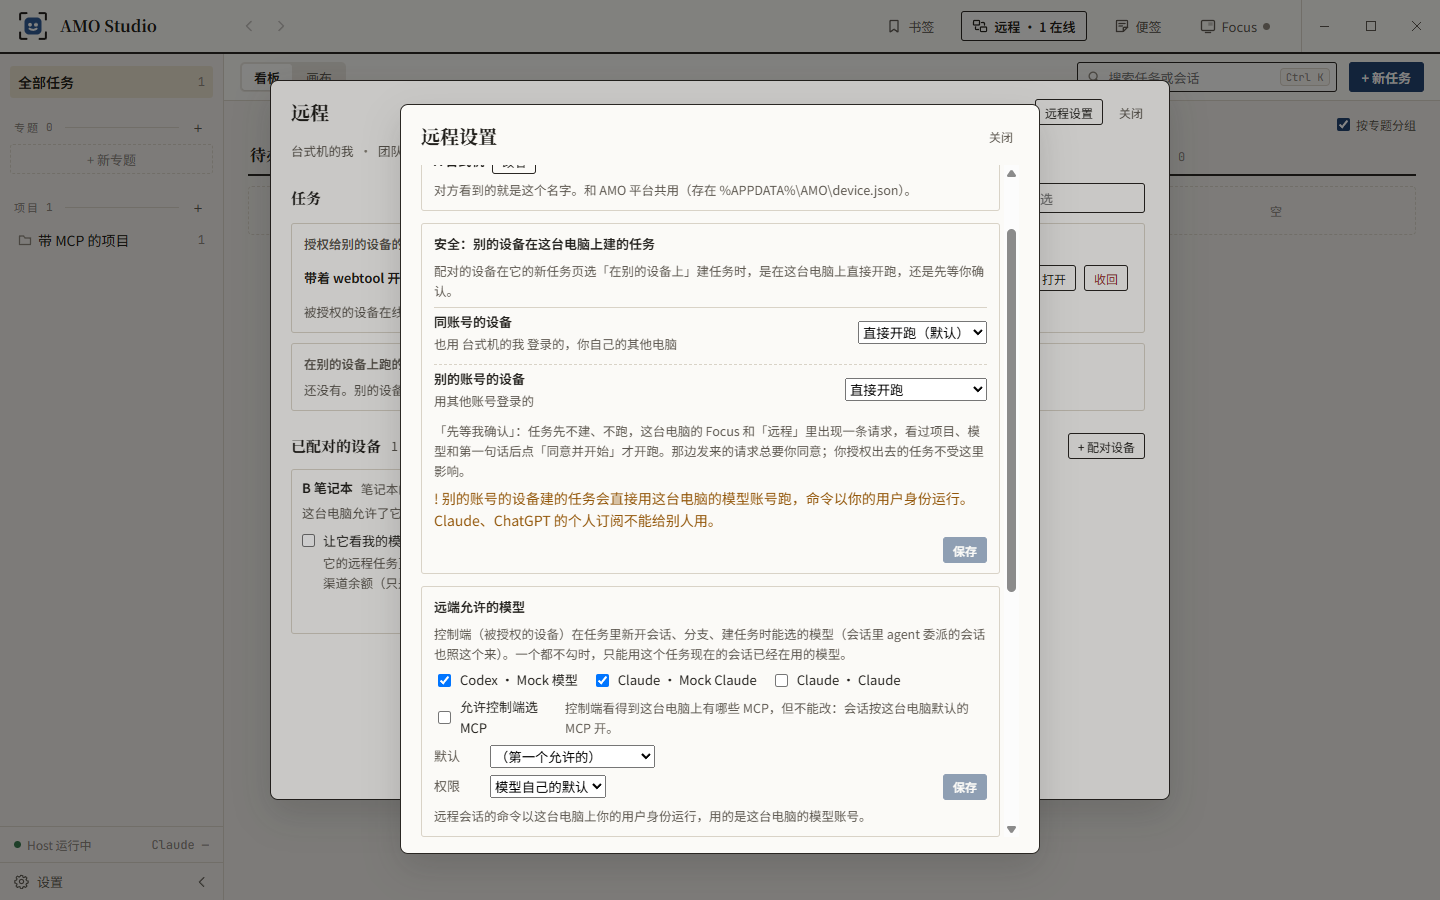 AMO Studio
书签
远程 · 1 在线
便签
Focus
全部任务
1
看板
画布
搜索任务或会话
Ctrl K
+ 新任务
专题 0
+
+ 新专题
项目 1
+
带 MCP 的项目
1
Host 运行中
Claude —
设置
按专题分组
0
空
远程
远程设置
关闭
台式机的我 · 团队
任务
选
授权给别的设备的
带着 webtool 开
打开
收回
被授权的设备在线
在别的设备上跑的
还没有。别的设备
已配对的设备 1
+ 配对设备
B 笔记本
这台电脑允许了它
让它看我的模
它的远程任务
渠道余额（只
远程设置
关闭
对方看到的就是这个名字。和 AMO 平台共用（存在 %APPDATA%\AMO\device.json）。
安全：别的设备在这台电脑上建的任务
配对的设备在它的新任务页选「在别的设备上」建任务时，是在这台电脑上直接开跑，还是先等你确
认。
同账号的设备
直接开跑（默认）
也用 台式机的我 登录的，你自己的其他电脑
别的账号的设备
直接开跑
用其他账号登录的
「先等我确认」：任务先不建、不跑，这台电脑的 Focus 和「远程」里出现一条请求，看过项目、模
型和第一句话后点「同意并开始」才开跑。那边发来的请求总要你同意；你授权出去的任务不受这里
影响。
! 别的账号的设备建的任务会直接用这台电脑的模型账号跑，命令以你的用户身份运行。
Claude、ChatGPT 的个人订阅不能给别人用。
保存
远端允许的模型
控制端（被授权的设备）在任务里新开会话、分支、建任务时能选的模型（会话里 agent 委派的会话
也照这个来）。一个都不勾时，只能用这个任务现在的会话已经在用的模型。
Codex · Mock 模型
Claude · Mock Claude
Claude · Claude
允许控制端选
MCP
控制端看得到这台电脑上有哪些 MCP，但不能改：会话按这台电脑默认的
MCP 开。
默认
（第一个允许的）
权限
模型自己的默认
保存
远程会话的命令以这台电脑上你的用户身份运行，用的是这台电脑的模型账号。